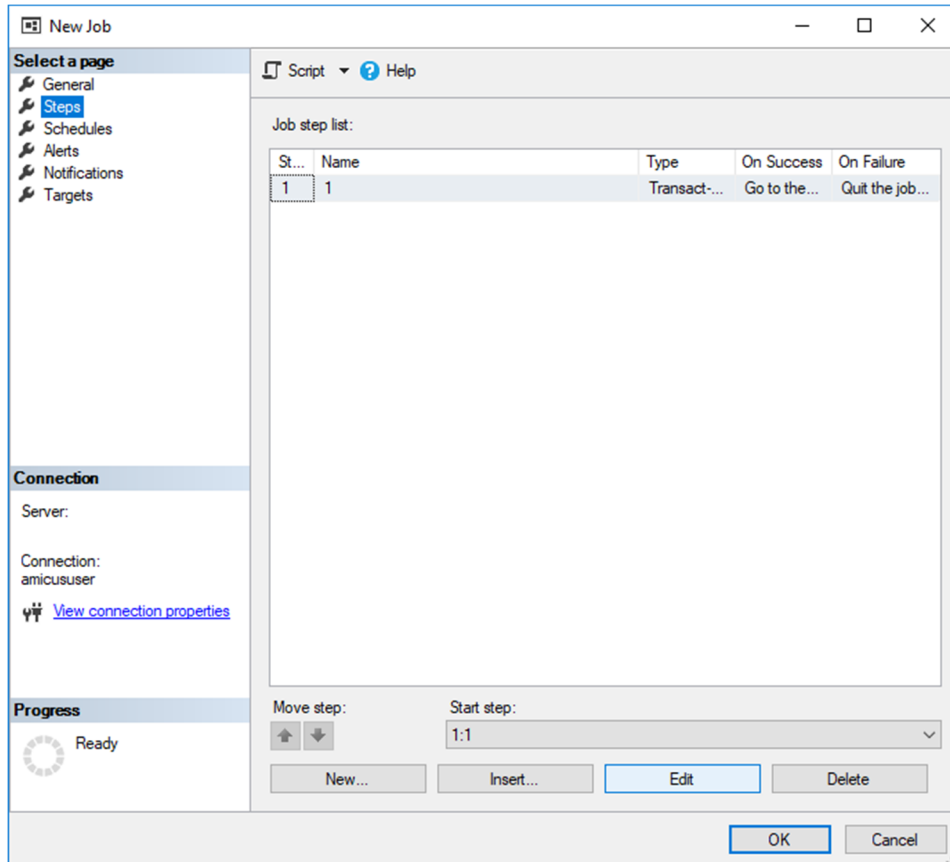 New Job
Select a page
General
Steps
Schedules
Alerts
Notifications
Targets
Connection
Server:
Connection:
amicususer
View connection properties
Progress
Ready
Script Help
Job step list:
St... Name Type On Success On Failure
1 1 Transact-... Go to the... Quit the job...
Move step: Start step:
1:1
New... Insert... Edit Delete
OK Cancel